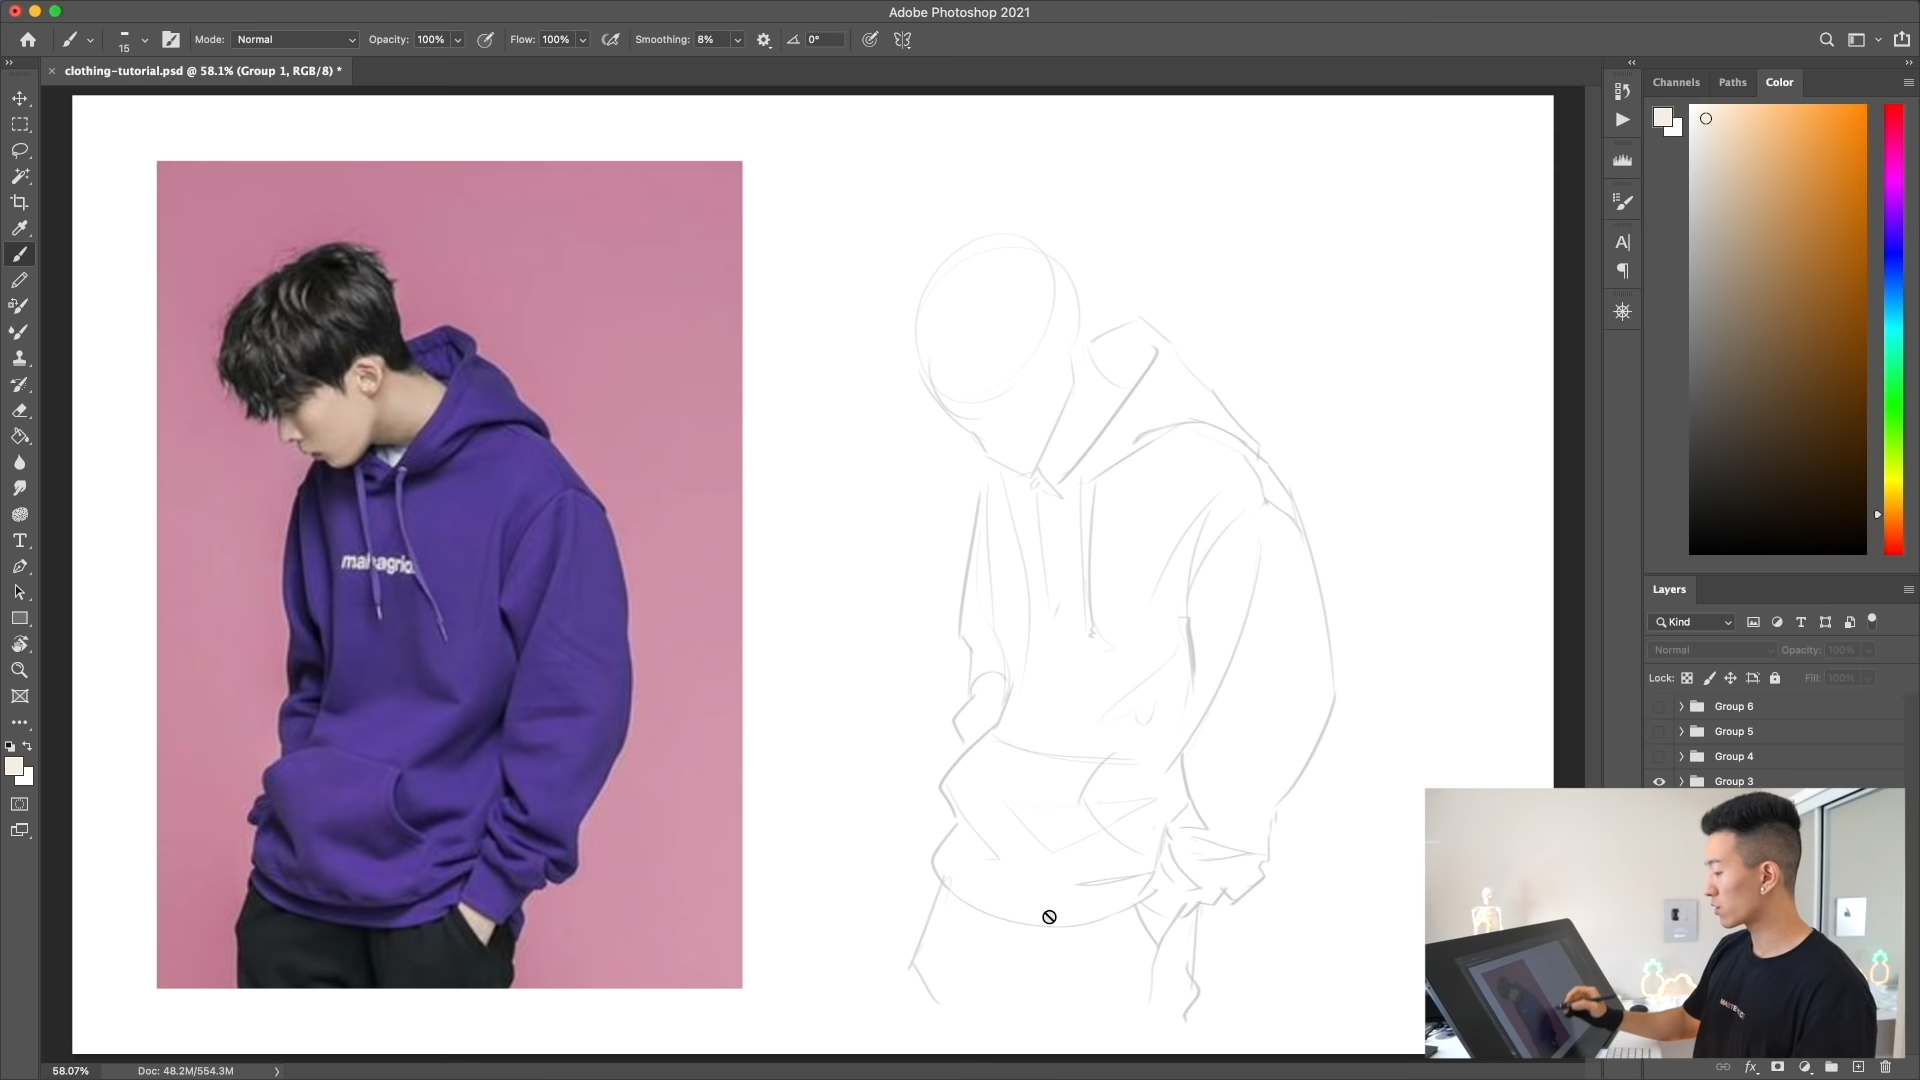 Adobe Photoshop 2021
15
Mode: Normal
Opacity: 100%
Flow: 100%
Smoothing: 8%
0°
clothing-tutorial.psd @ 58.1% (Group 1, RGB/8) *
Channels
Paths
Color
Layers
Kind
Normal
Opacity: 100%
Lock:
Fill: 100%
Group 6
Group 5
Group 4
Group 3
58.07%
Doc: 48.2M/554.3M